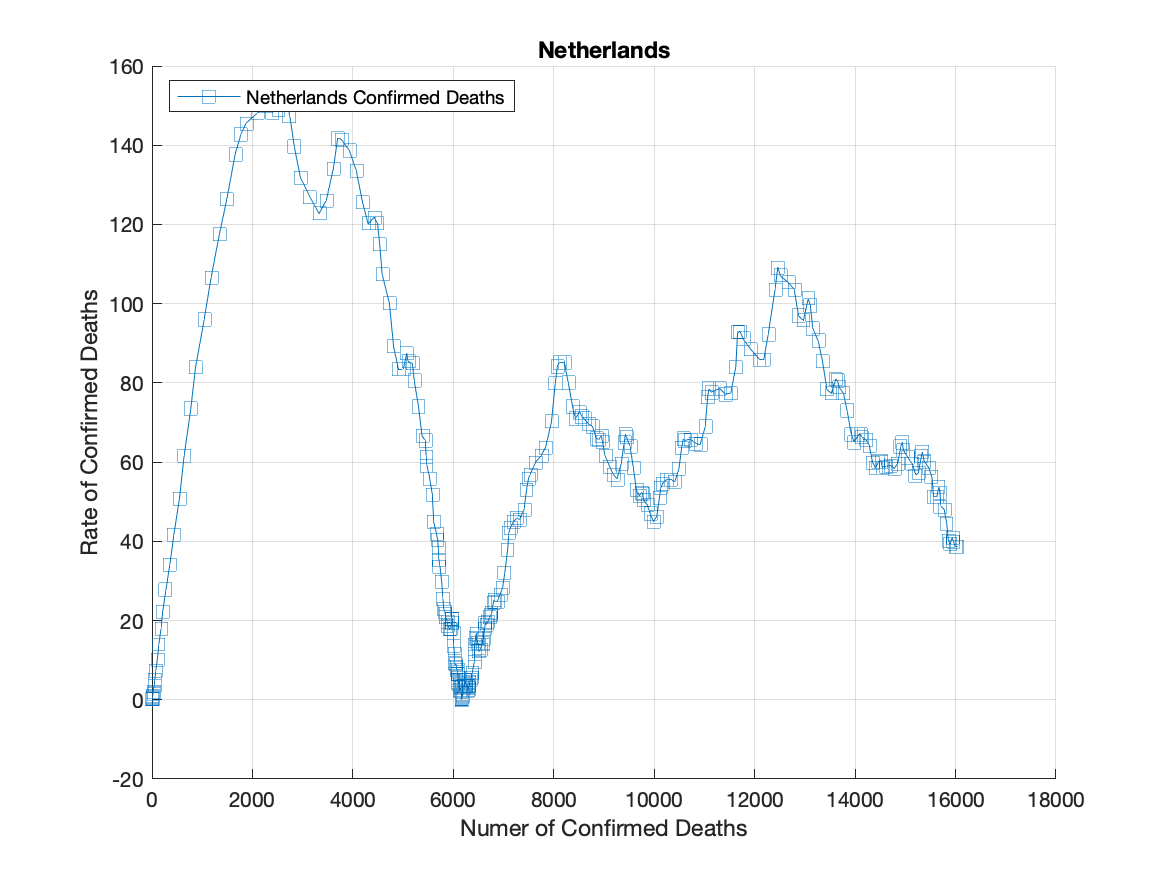 Netherlands
Netherlands Confirmed Deaths
160
140
120
100
80
60
40
20
0
-20
Rate of Confirmed Deaths
0 2000 4000 6000 8000 10000 12000 14000 16000 18000
Numer of Confirmed Deaths